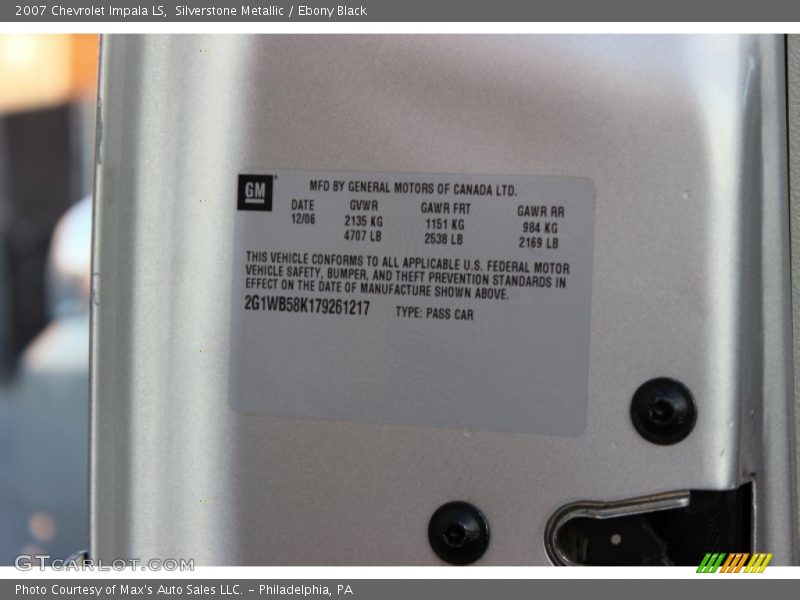 2007 Chevrolet Impala LS, Silverstone Metallic / Ebony Black
GM
MFD BY GENERAL MOTORS OF CANADA LTD.
DATE GVWR GAWR FRT GAWR RR
12/06 2135 KG 1151 KG 984 KG
4707 LB 2538 LB 2169 LB
THIS VEHICLE CONFORMS TO ALL APPLICABLE U.S. FEDERAL MOTOR
VEHICLE SAFETY, BUMPER, AND THEFT PREVENTION STANDARDS IN
EFFECT ON THE DATE OF MANUFACTURE SHOWN ABOVE.
2G1WB58K179261217 TYPE: PASS CAR
GTCARLOT.COM
Photo Courtesy of Max's Auto Sales LLC. - Philadelphia, PA